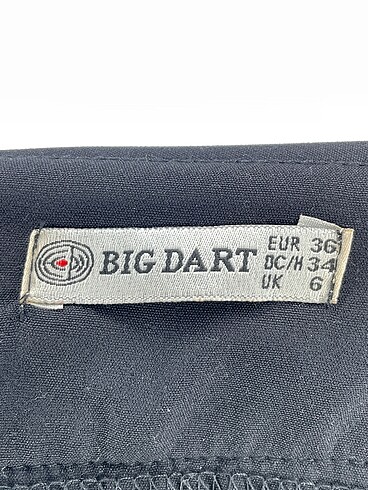 BIG DART
EUR 36
DC/H 34
UK 6